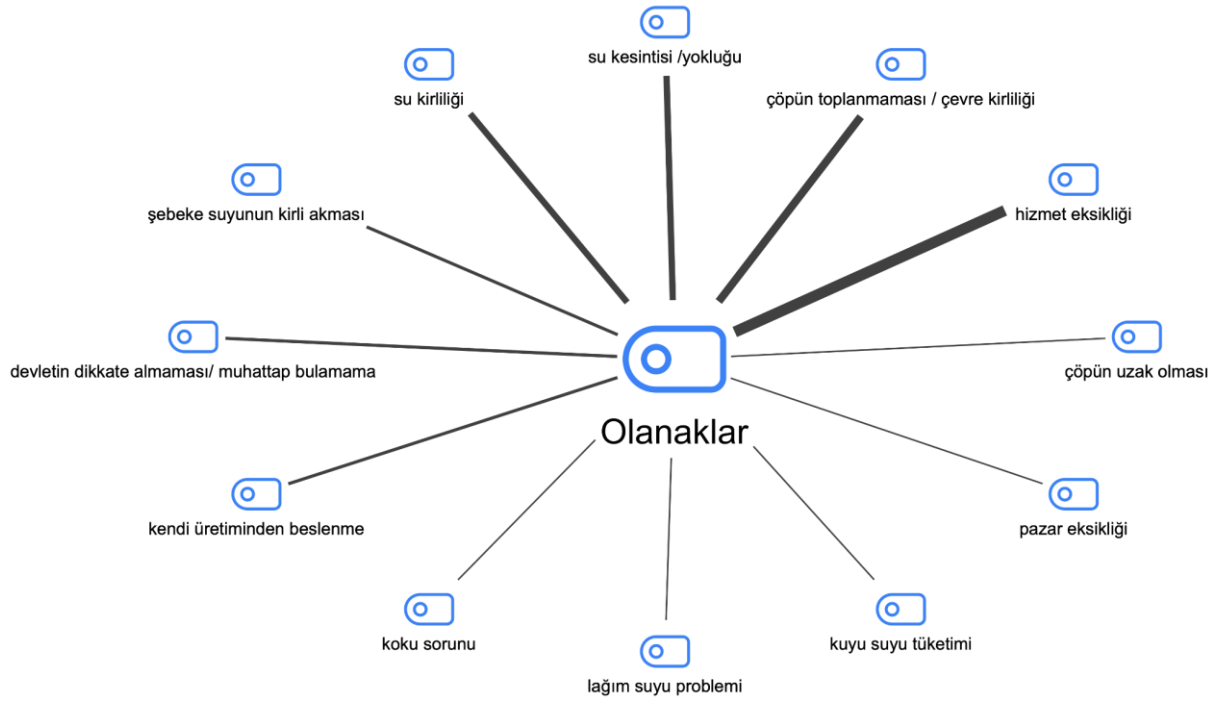 su kesintisi /yokluğu
su kirliliği
çöpün toplanmaması / çevre kirliliği
şebeke suyunun kirli akması
hizmet eksikliği
devletin dikkate almaması/ muhattap bulamama
çöpün uzak olması
Olanaklar
kendi üretiminden beslenme
pazar eksikliği
koku sorunu
kuyu suyu tüketimi
lağım suyu problemi